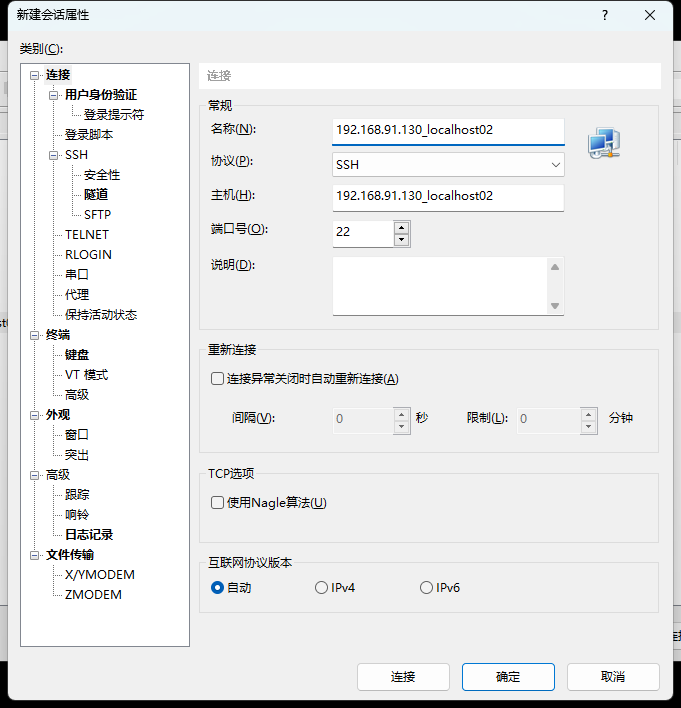 新建会话属性
?
类别(C):
连接
用户身份验证
登录提示符
登录脚本
SSH
安全性
隧道
SFTP
TELNET
RLOGIN
串口
代理
保持活动状态
终端
键盘
VT 模式
高级
外观
窗口
突出
高级
跟踪
响铃
日志记录
文件传输
X/YMODEM
ZMODEM
连接
常规
名称(N): 192.168.91.130_localhost02
协议(P): SSH
主机(H): 192.168.91.130_localhost02
端口号(O): 22
说明(D):
重新连接
连接异常关闭时自动重新连接(A)
间隔(V): 0 秒 限制(L): 0 分钟
TCP选项
使用Nagle算法(U)
互联网协议版本
自动 IPv4 IPv6
连接 确定 取消